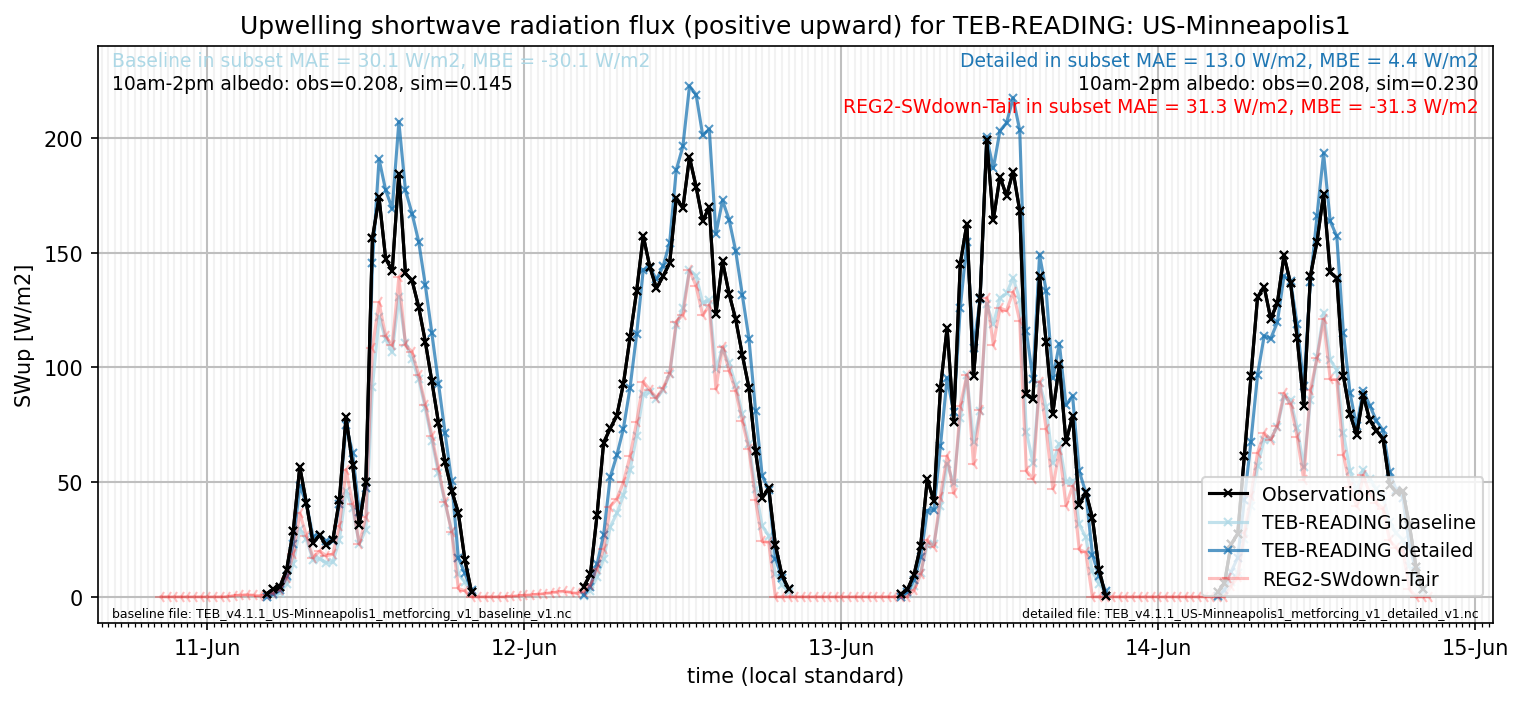 Upwelling shortwave radiation flux (positive upward) for TEB-READING: US-Minneapolis1
Baseline in subset MAE = 30.1 W/m2, MBE = -30.1 W/m2
10am-2pm albedo: obs=0.208, sim=0.145
Detailed in subset MAE = 13.0 W/m2, MBE = 4.4 W/m2
10am-2pm albedo: obs=0.208, sim=0.230
REG2-SWdown-Tair in subset MAE = 31.3 W/m2, MBE = -31.3 W/m2
SWup [W/m2]
200
150
100
50
0
Observations
TEB-READING baseline
TEB-READING detailed
REG2-SWdown-Tair
baseline file: TEB_v4.1.1_US-Minneapolis1_metforcing_v1_baseline_v1.nc
detailed file: TEB_v4.1.1_US-Minneapolis1_metforcing_v1_detailed_v1.nc
11-Jun
12-Jun
13-Jun
14-Jun
15-Jun
time (local standard)